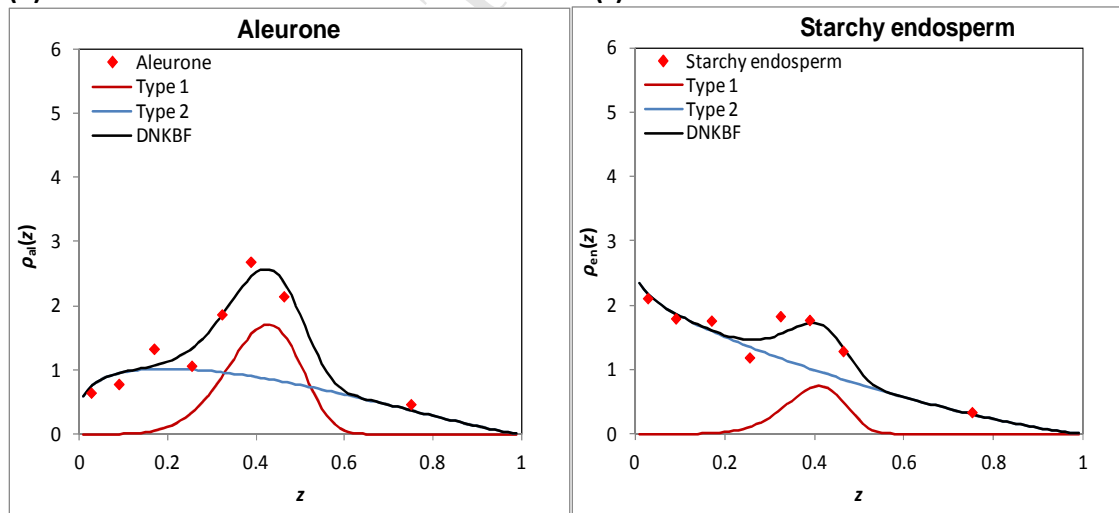 Aleurone
6
5
4
3
2
1
0
ρal(z)
Aleurone
Type 1
Type 2
DNKBF
0 0.2 0.4 0.6 0.8 1
z
Starchy endosperm
6
5
4
3
2
1
0
ρen(z)
Starchy endosperm
Type 1
Type 2
DNKBF
0 0.2 0.4 0.6 0.8 1
z